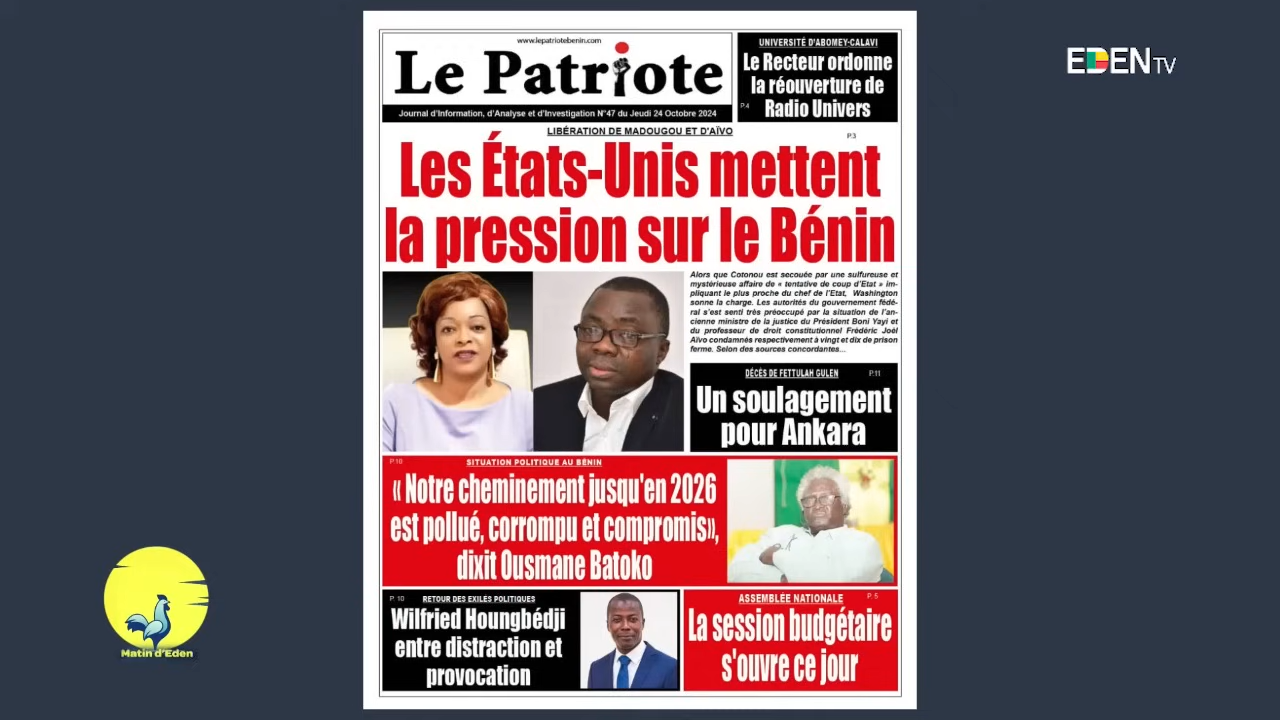 www.lepatriotebenin.com
Le Patriote
Journal d'Information, d'Analyse et d'Investigation N°47 du Jeudi 24 Octobre 2024
UNIVERSITÉ D'ABOMEY-CALAVI
Le Recteur ordonne
la réouverture de
P.4
Radio Univers
EDEN TV
LIBÉRATION DE MADOUGOU ET D'AÏVO
P.3
Les États-Unis mettent
la pression sur le Bénin
Alors que Cotonou est secouée par une sulfureuse et
mystérieuse affaire de « tentative de coup d'Etat » im-
pliquant le plus proche du chef de l'Etat, Washington
sonne la charge. Les autorités du gouvernement fédé-
ral s'est senti très préoccupé par la situation de l'an-
cienne ministre de la justice du Président Boni Yayi et
du professeur de droit constitutionnel Frédéric Joël
Aïvo condamnés respectivement à vingt et dix de prison
ferme. Selon des sources concordantes...
DÉCÈS DE FETTULAH GULEN
P.11
Un soulagement
pour Ankara
P.10
SITUATION POLITIQUE AU BÉNIN
« Notre cheminement jusqu'en 2026
est pollué, corrompu et compromis»,
dixit Ousmane Batoko
P. 10
RETOUR DES EXILÉS POLITIQUES
Wilfried Houngbédji
entre distraction et
provocation
ASSEMBLÉE NATIONALE
P. 5
La session budgétaire
s'ouvre ce jour
Matin d'Eden